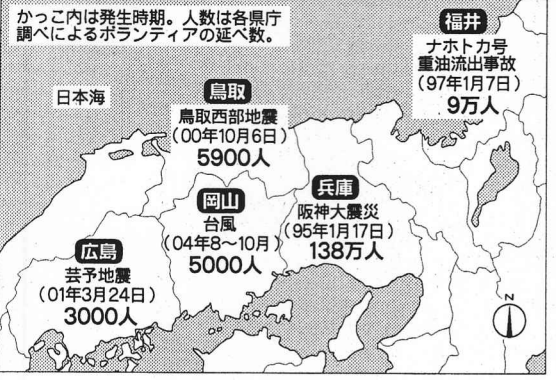 かっこ内は発生時期。人数は各県庁
調べによるボランティアの延べ数。
福井
ナホトカ号
重油流出事故
(97年1月7日)
9万人
日本海
鳥取
鳥取西部地震
(00年10月6日)
5900人
兵庫
阪神大震災
(95年1月17日)
138万人
岡山
台風
(04年8〜10月)
5000人
広島
芸予地震
(01年3月24日)
3000人
N